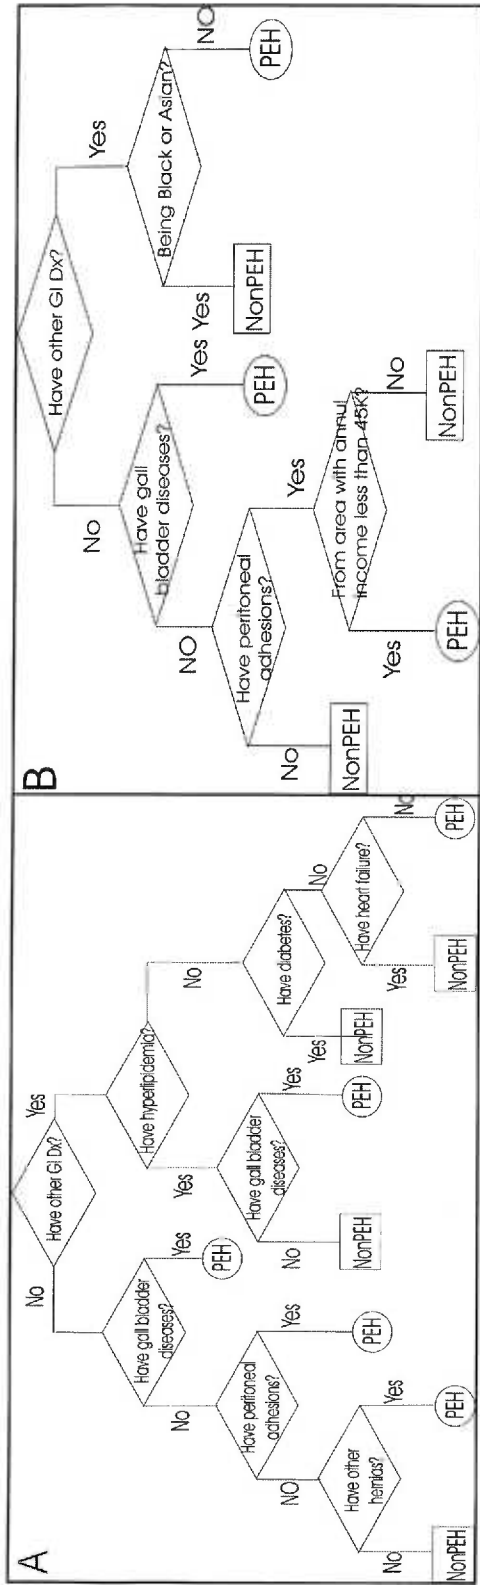 A
Have other GI Dx?
No
Yes
Have gall bladder
diseases?
Have hyperlipidemia?
No
Yes
PEH
Yes
No
Have peritoneal
adhesions?
Have gall bladder
diseases?
Have diabetes?
NO
Yes
PEH
No
NonPEH
Yes
PEH
Yes
NonPEH
No
Have other
hernias?
Have heart failure?
No
NonPEH
Yes
PEH
Yes
NonPEH
No
PEH
B
Have other GI Dx?
No
Yes
Have gall
bladder diseases?
Being Black or Asian?
NO
Yes
PEH
Yes
NonPEH
NO
PEH
Have peritoneal
adhesions?
No
NonPEH
Yes
From area with annul
income less than 45K?
Yes
PEH
No
NonPEH